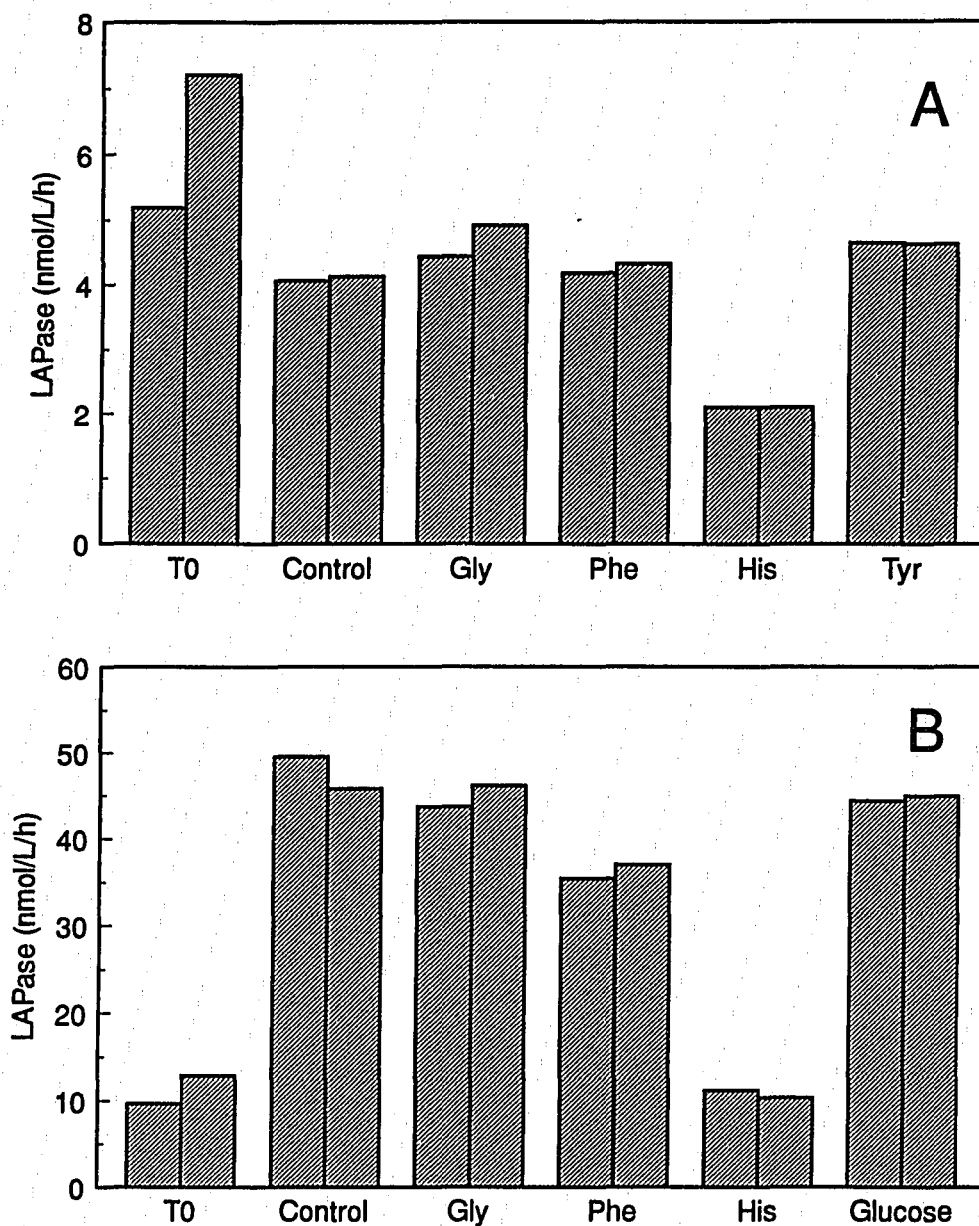 8
A
6
4
2
0
LAPase (nmol/L/h)
T0 Control Gly Phe His Tyr
60
B
50
40
30
20
10
0
LAPase (nmol/L/h)
T0 Control Gly Phe His Glucose